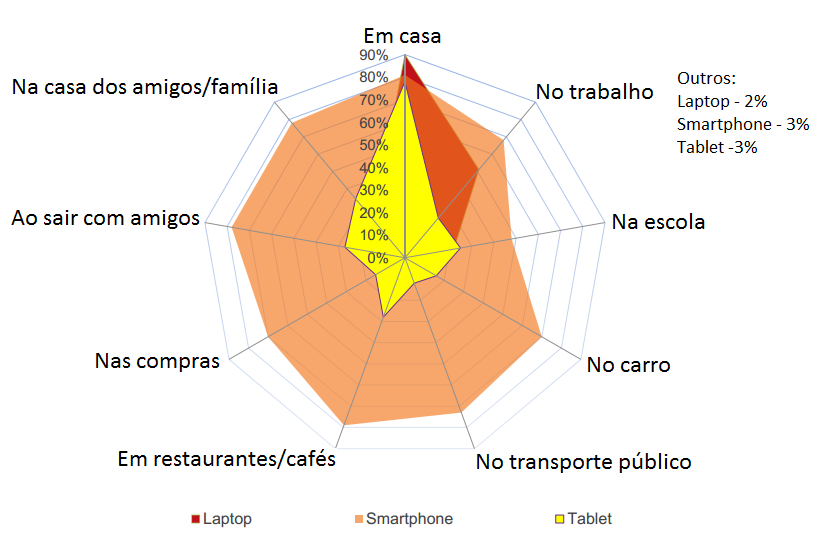 Em casa
90%
80%
70%
60%
50%
40%
30%
20%
10%
0%
No trabalho
Na escola
No carro
No transporte público
Em restaurantes/cafés
Nas compras
Ao sair com amigos
Na casa dos amigos/família
Outros:
Laptop - 2%
Smartphone - 3%
Tablet -3%
Laptop
Smartphone
Tablet